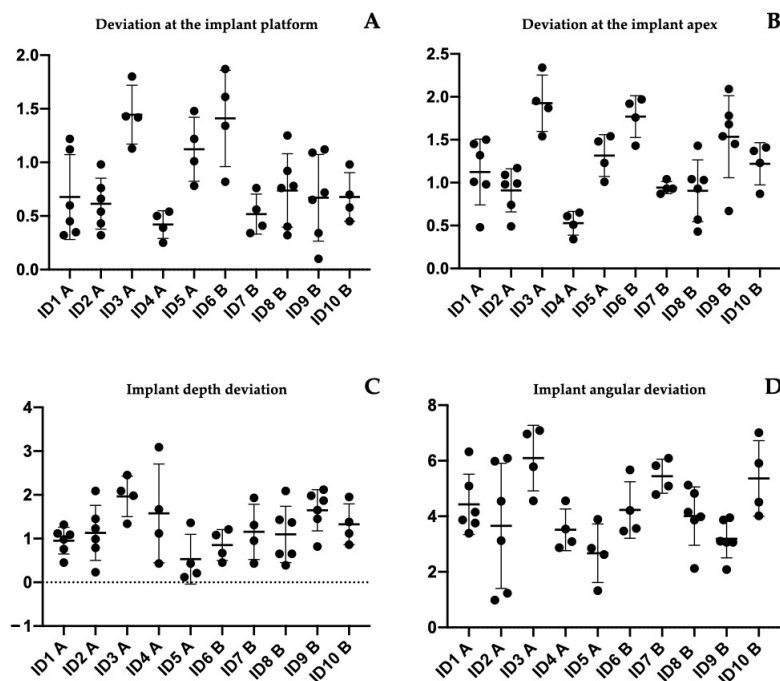 Deviation at the implant platform A
2.0
1.5
1.0
0.5
0.0
ID1 A ID2 A ID3 A ID4 A ID5 A ID6 B ID7 B ID8 B ID9 B ID10 B
Deviation at the implant apex B
2.5
2.0
1.5
1.0
0.5
0.0
ID1 A ID2 A ID3 A ID4 A ID5 A ID6 B ID7 B ID8 B ID9 B ID10 B
Implant depth deviation C
4
3
2
1
0
−1
ID1 A ID2 A ID3 A ID4 A ID5 A ID6 B ID7 B ID8 B ID9 B ID10 B
Implant angular deviation D
8
6
4
2
0
ID1 A ID2 A ID3 A ID4 A ID5 A ID6 B ID7 B ID8 B ID9 B ID10 B